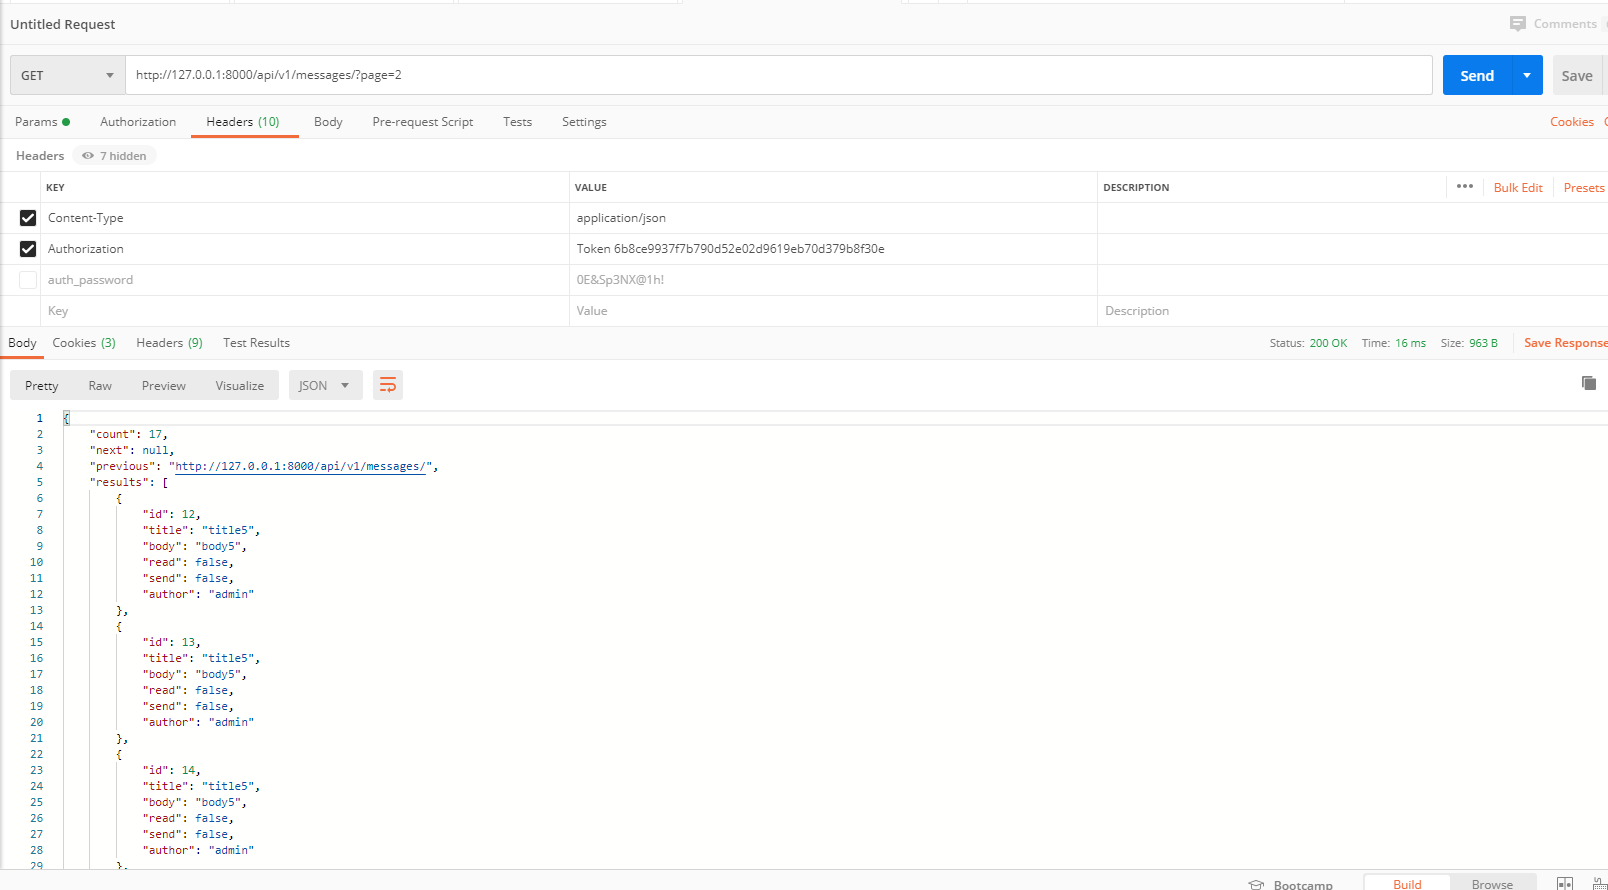 Untitled Request
Comments
GET http://127.0.0.1:8000/api/v1/messages/?page=2 Send Save
Params Authorization Headers (10) Body Pre-request Script Tests Settings Cookies
Headers 7 hidden
KEY VALUE DESCRIPTION ••• Bulk Edit Presets
Content-Type application/json
Authorization Token 6b8ce9937f7b790d52e02d9619eb70d379b8f30e
auth_password 0E&Sp3NX@1h!
Key Value Description
Body Cookies (3) Headers (9) Test Results Status: 200 OK Time: 16 ms Size: 963 B Save Response
Pretty Raw Preview Visualize JSON
1 {
2 "count": 17,
3 "next": null,
4 "previous": "http://127.0.0.1:8000/api/v1/messages/",
5 "results": [
6 {
7 "id": 12,
8 "title": "title5",
9 "body": "body5",
10 "read": false,
11 "send": false,
12 "author": "admin"
13 },
14 {
15 "id": 13,
16 "title": "title5",
17 "body": "body5",
18 "read": false,
19 "send": false,
20 "author": "admin"
21 },
22 {
23 "id": 14,
24 "title": "title5",
25 "body": "body5",
26 "read": false,
27 "send": false,
28 "author": "admin"
29 },
Bootcamp Build Browse